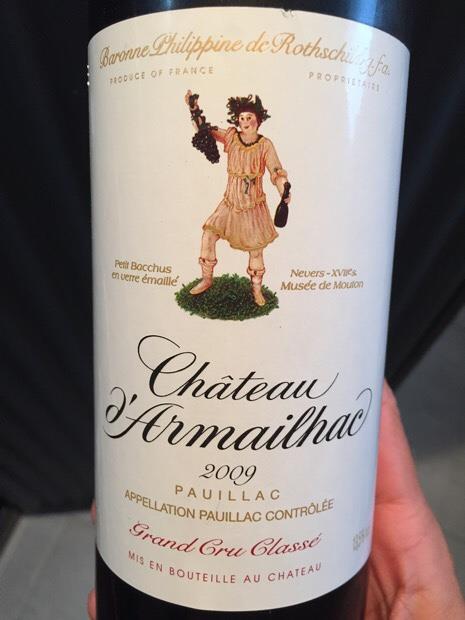 Baronne Philippine de Rothschild g.f.a.
PRODUCE OF FRANCE
PROPRIETAIRE
Petit Bacchus
en verre émaillé
Nevers - XVIIe s.
Musée de Mouton
Château
d'Armailhac
2009
PAUILLAC
APPELLATION PAUILLAC CONTRÔLÉE
Grand Cru Classé
MIS EN BOUTEILLE AU CHATEAU